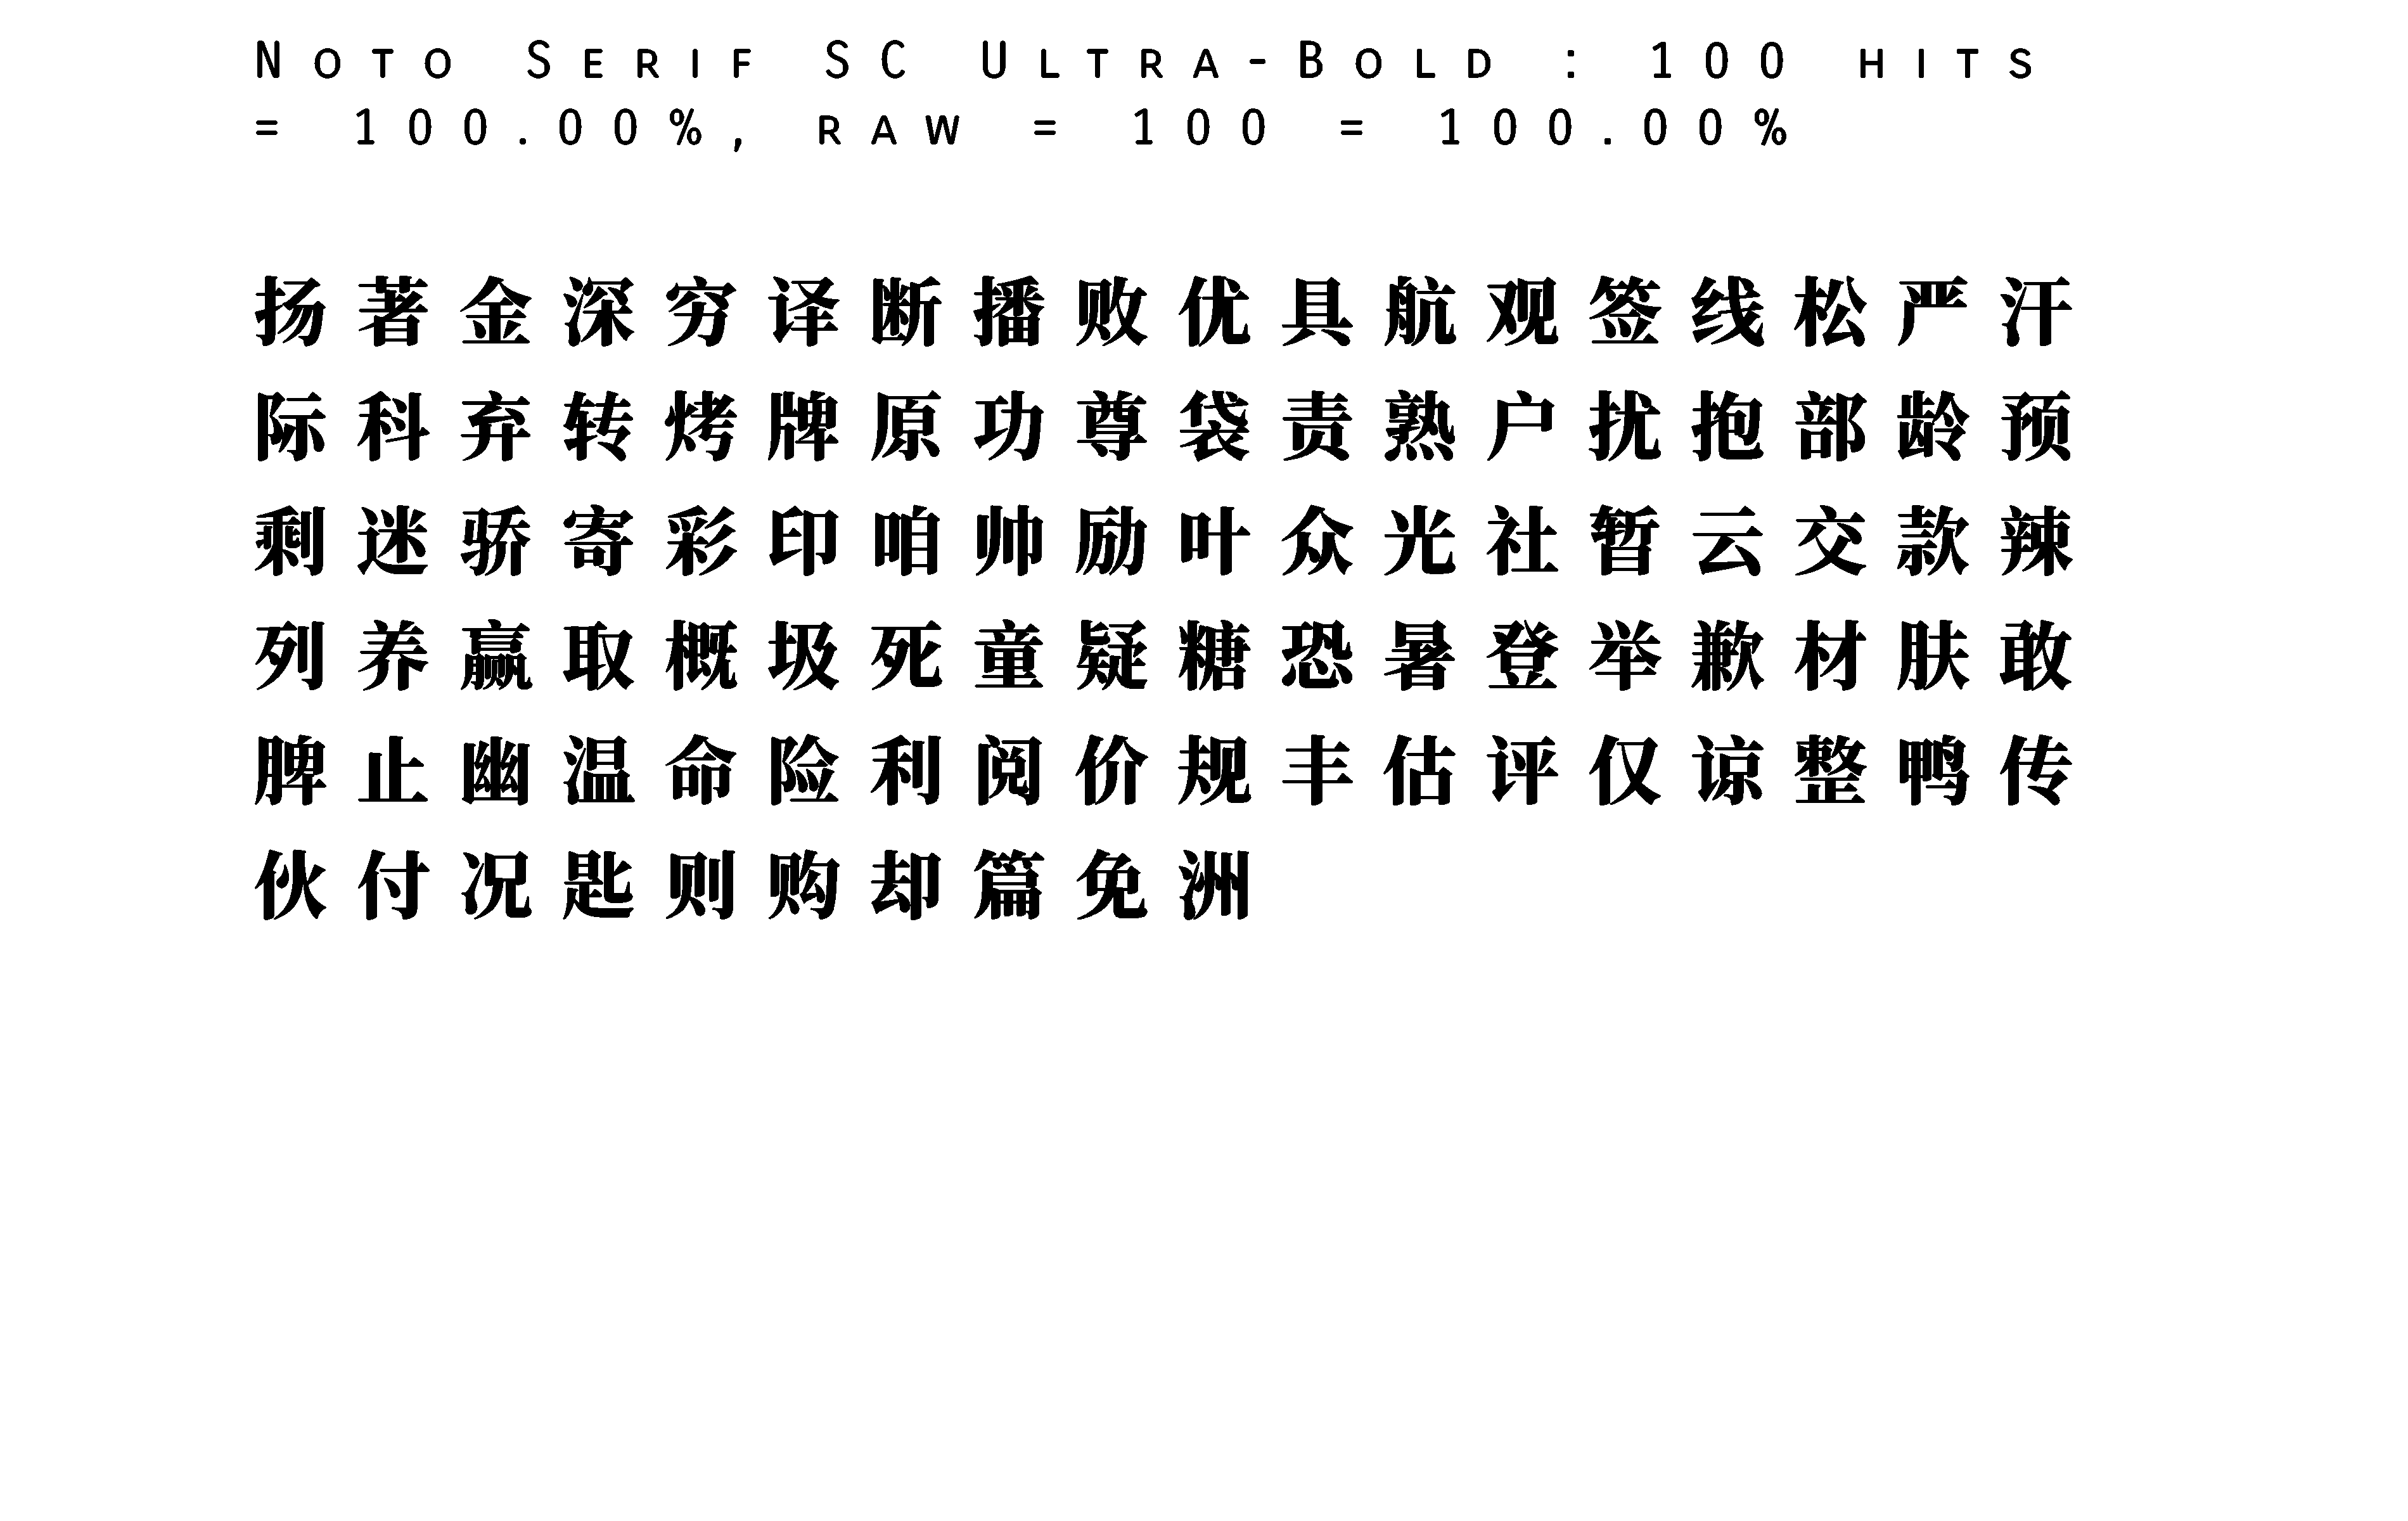 Noto Serif SC Ultra-Bold : 100 hits
= 100.00%, raw = 100 = 100.00%
扬著金深穷译断播败优具航观签线松严汗
际科弃转烤牌原功尊袋责熟户扰抱部龄预
剩迷骄寄彩印咱帅励叶众光社暂云交款辣
列养赢取概圾死童疑糖恐暑登举歉材肤敢
脾止幽温命险利阅价规丰估评仅谅整鸭传
伙付况匙则购却篇免洲